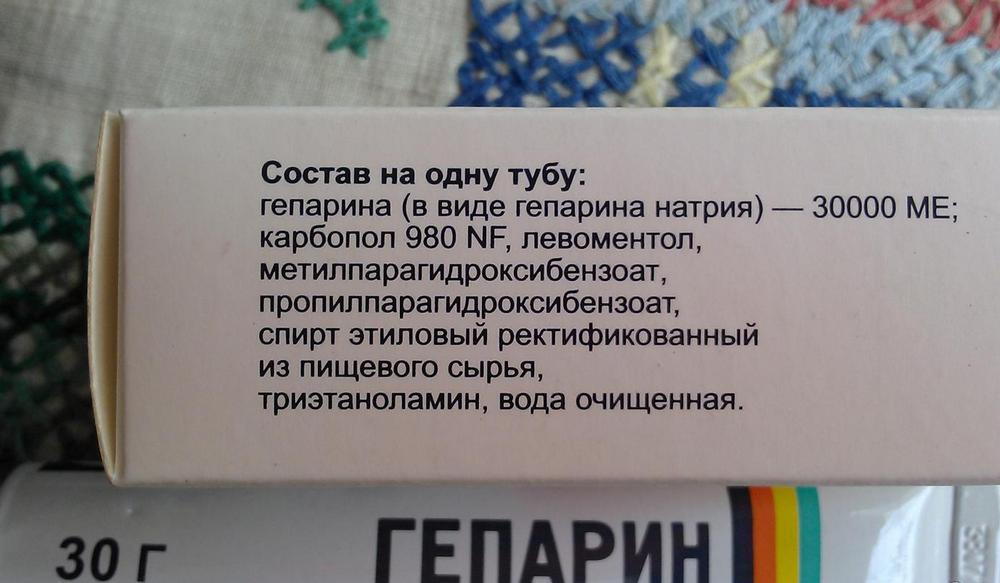 Состав на одну тубу:
гепарина (в виде гепарина натрия) — 30000 МЕ;
карбопол 980 NF, левоментол,
метилпарагидроксибензоат,
пропилпарагидроксибензоат,
спирт этиловый ректификованный
из пищевого сырья,
триэтаноламин, вода очищенная.
30 Г ГЕПАРИН